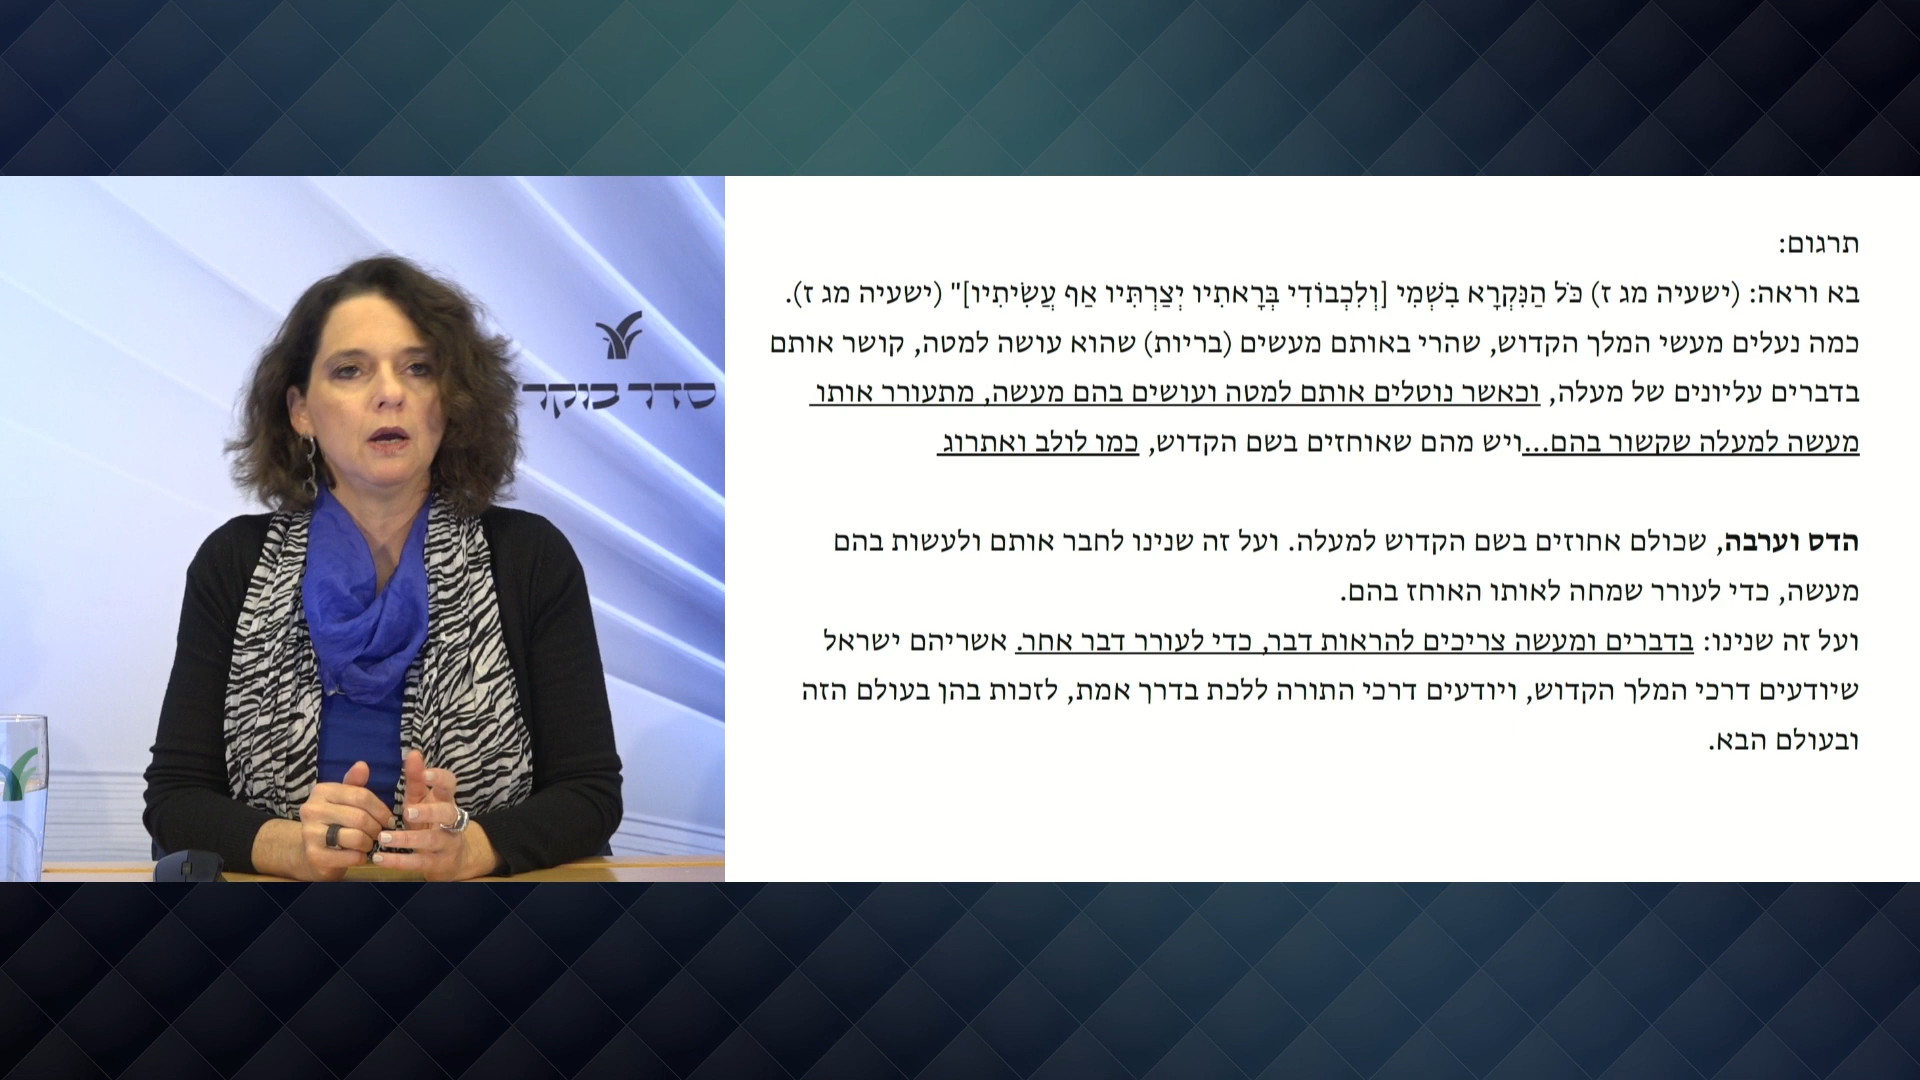 סדר בוקר
תרגום:
בא וראה: (ישעיה מג ז) כֹּל הַנִּקְרָא בִשְׁמִי [וְלִכְבוֹדִי בְּרָאתִיו יְצַרְתִּיו אַף עֲשִׂיתִיו]" (ישעיה מג ז).
כמה נעלים מעשי המלך הקדוש, שהרי באותם מעשים (בריות) שהוא עושה למטה, קושר אותם
בדברים עליונים של מעלה, וכאשר נוטלים אותם למטה ועושים בהם מעשה, מתעורר אותו
מעשה למעלה שקשור בהם...ויש מהם שאוחזים בשם הקדוש, כמו לולב ואתרוג
הדס וערבה, שכולם אחוזים בשם הקדוש למעלה. ועל זה שנינו לחבר אותם ולעשות בהם
מעשה, כדי לעורר שמחה לאותו האוחז בהם.
ועל זה שנינו: בדברים ומעשה צריכים להראות דבר, כדי לעורר דבר אחר. אשריהם ישראל
שיודעים דרכי המלך הקדוש, ויודעים דרכי התורה ללכת בדרך אמת, לזכות בהן בעולם הזה
ובעולם הבא.